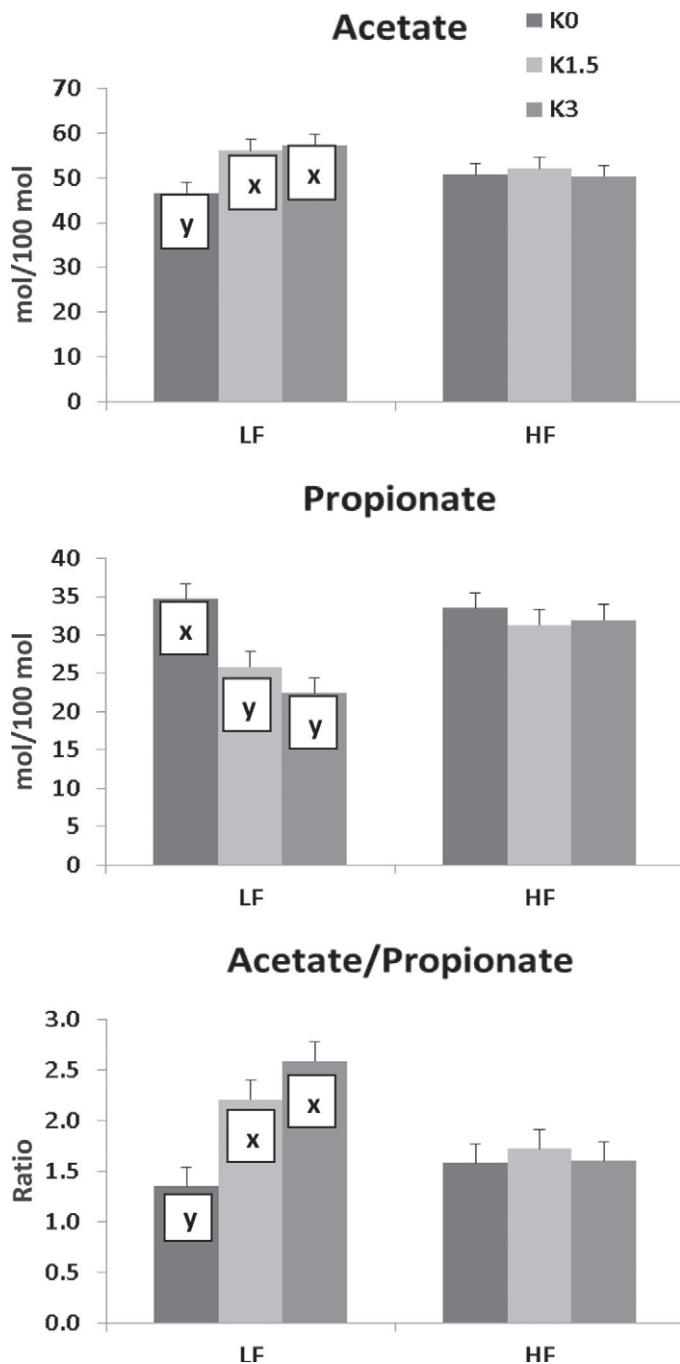 Acetate
K0
K1.5
K3
70
60
50
40
30
20
10
0
mol/100 mol
y
x
x
LF
HF
Propionate
40
35
30
25
20
15
10
5
0
mol/100 mol
x
y
y
LF
HF
Acetate/Propionate
3.0
2.5
2.0
1.5
1.0
0.5
0.0
Ratio
y
x
x
LF
HF